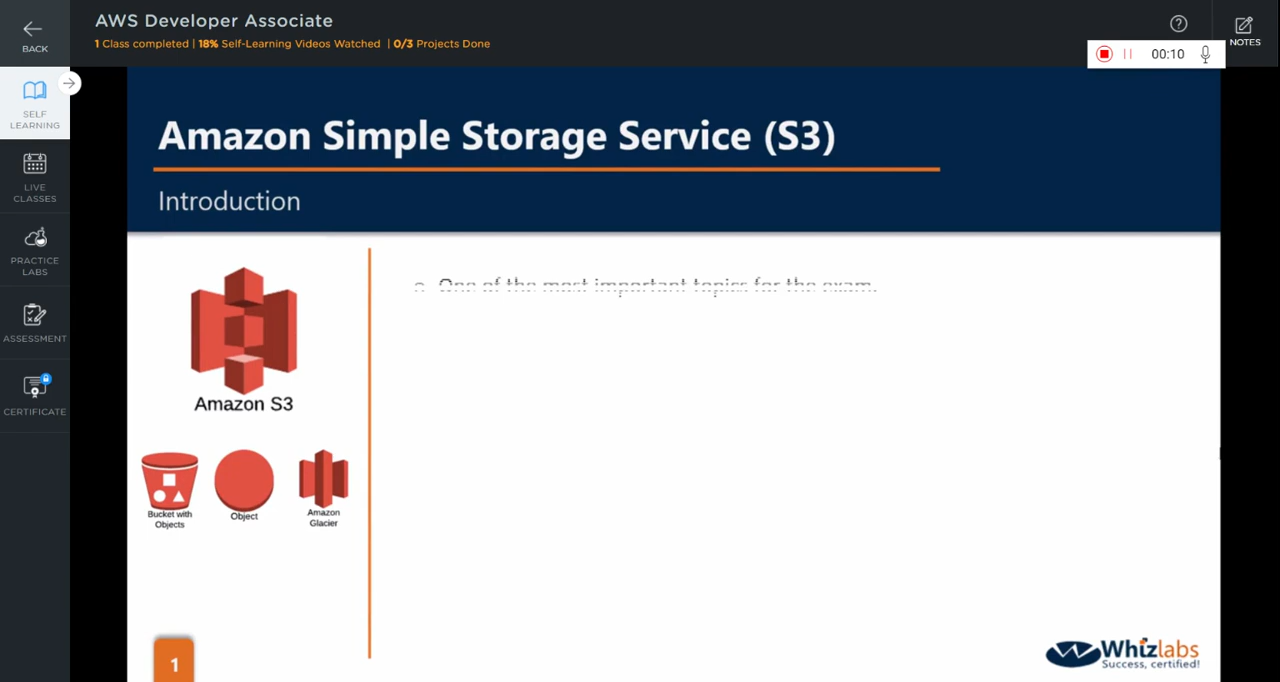 AWS Developer Associate
1 Class completed | 18% Self-Learning Videos Watched | 0/3 Projects Done
BACK
NOTES
00:10
SELF
LEARNING
LIVE
CLASSES
PRACTICE
LABS
ASSESSMENT
CERTIFICATE
Amazon Simple Storage Service (S3)
Introduction
One of the most important topics for the exam.
Amazon S3
Bucket with
Objects
Object
Amazon
Glacier
1
Whizlabs
Success, certified!